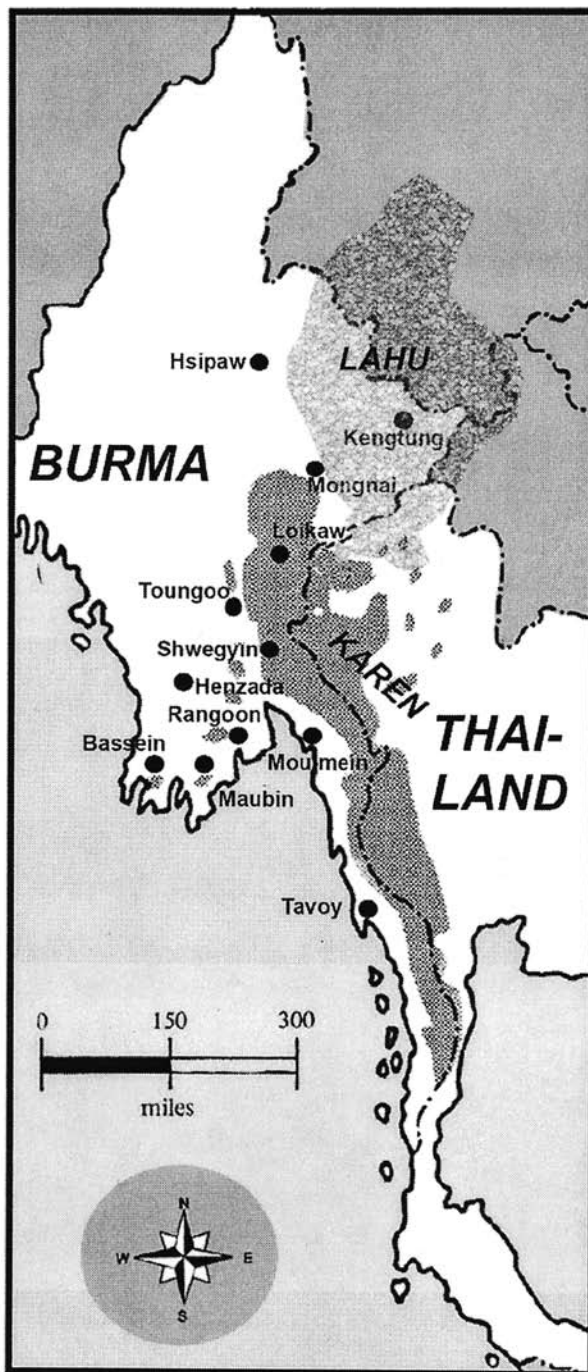 LAHU
Hsipaw
Kengtung
BURMA
Mongnai
Loikaw
Toungoo
Shwegyin
KAREN
Henzada
Rangoon
Bassein
Moulmein
THAI-
LAND
Maubin
Tavoy
0 150 300
miles
N
W E
S